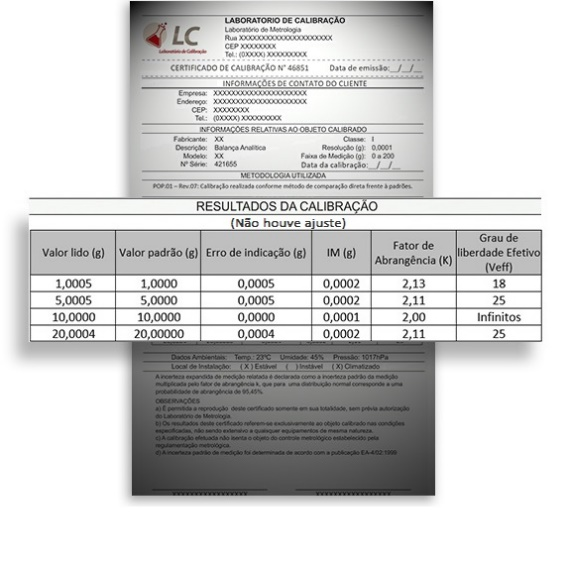 LABORATORIO DE CALIBRAÇÃO
Laboratório de Metrologia
Rua XXXXXXXXXXXXXXXXXXXXX
CEP XXXXXXXX
Tel.: (0XXXX) XXXXXXXXX
LC
Laboratório de Calibração
CERTIFICADO DE CALIBRAÇÃO Nº 46851 Data de emissão:__/__/__
INFORMAÇÕES DE CONTATO DO CLIENTE
Empresa: XXXXXXXXXXXXXXXXXXXXX
Endereço: XXXXXXXXXXXXXXXXXXXXX
CEP: XXXXXXXX
Tel.: (0XXXX) XXXXXXXXX
INFORMAÇÕES RELATIVAS AO OBJETO CALIBRADO
Fabricante: XX Classe: I
Descrição: Balança Analítica Resolução (g): 0,0001
Modelo: XX Faixa de Medição (g): 0 a 200
Nº Série: 421655 Data da calibração:__/__/__
METODOLOGIA UTILIZADA
POP.01 – Rev.07: Calibração realizada conforme método de comparação direta frente à padrões.
RESULTADOS DA CALIBRAÇÃO
(Não houve ajuste)
Valor lido (g) Valor padrão (g) Erro de indicação (g) IM (g) Fator de Abrangência (K) Grau de liberdade Efetivo (Veff)
1,0005 1,0000 0,0005 0,0002 2,13 18
5,0005 5,0000 0,0005 0,0002 2,11 25
10,0000 10,0000 0,0000 0,0001 2,00 Infinitos
20,0004 20,00000 0,0004 0,0002 2,11 25
Dados Ambientais: Temp.: 23ºC Umidade: 45% Pressão: 1017hPa
Local de Instalação: ( X ) Estável ( ) Instável ( X ) Climatizado
A incerteza expandida de medição relatada é declarada como a incerteza padrão da medição
multiplicada pelo fator de abrangência k, que para uma distribuição normal corresponde a uma
probabilidade de abrangência de 95,45%.
OBSERVAÇÕES
a) É permitida a reprodução deste certificado somente em sua totalidade, sem prévia autorização
do Laboratório de Metrologia.
b) Os resultados deste certificado referem-se exclusivamente ao objeto calibrado nas condições
especificadas, não sendo extensivo a quaisquer equipamentos de mesma natureza.
c) A calibração efetuada não isenta o objeto do controle metrológico estabelecido pela
regulamentação metrológica.
d) A incerteza padrão de medição foi determinada de acordo com a publicação EA-4/02:1999
XXXXXXXXXXXXXXXXXXX XXXXXXXXXXXXXXXXXXX